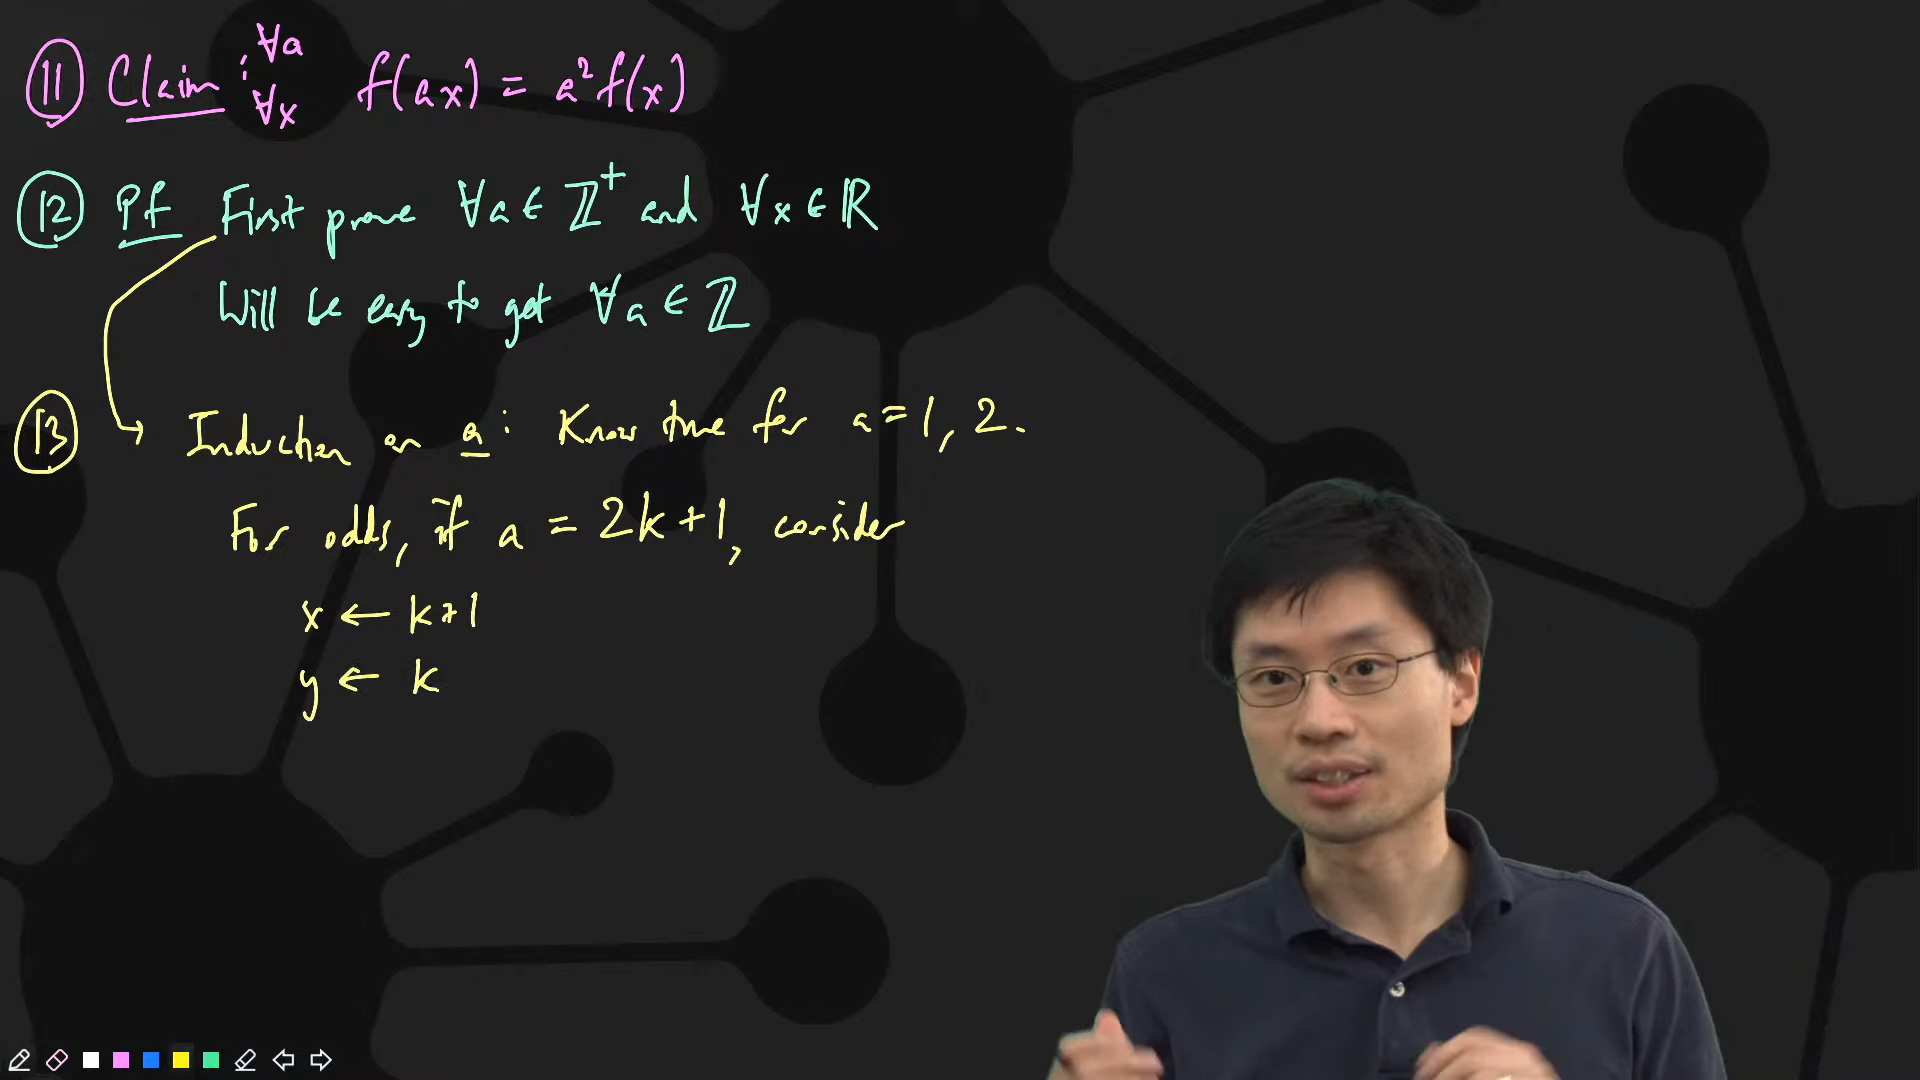 ⑪ Claim : ∀a ∀x f(ax) = a²f(x)
⑫ Pf First prove ∀a ∈ ℤ⁺ and ∀x ∈ ℝ
Will be easy to get ∀a ∈ ℤ
⑬ → Induction on a : Know true for a = 1, 2.
For odds, if a = 2k+1, consider
x ← k+1
y ← k